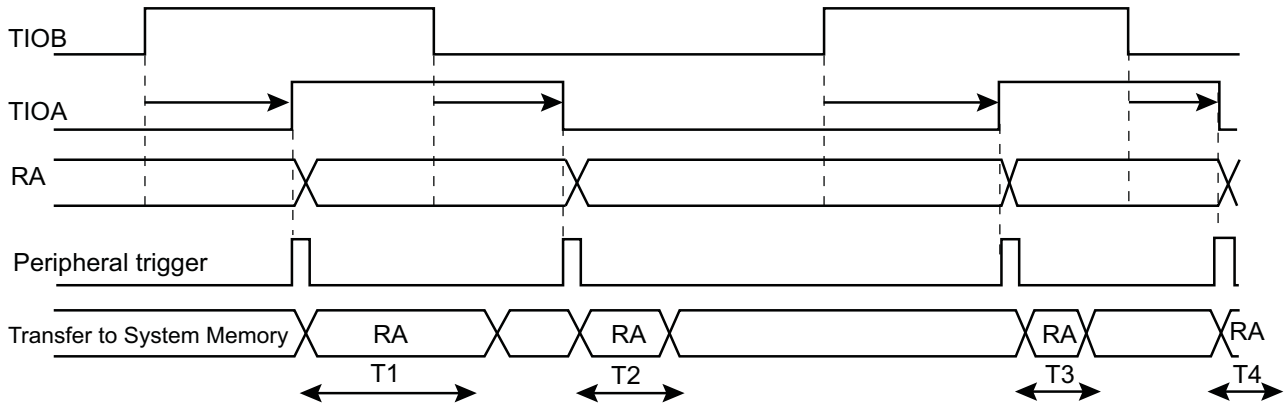 TIOB
TIOA
RA
Peripheral trigger
Transfer to System Memory RA RA RA RA
T1 T2 T3 T4